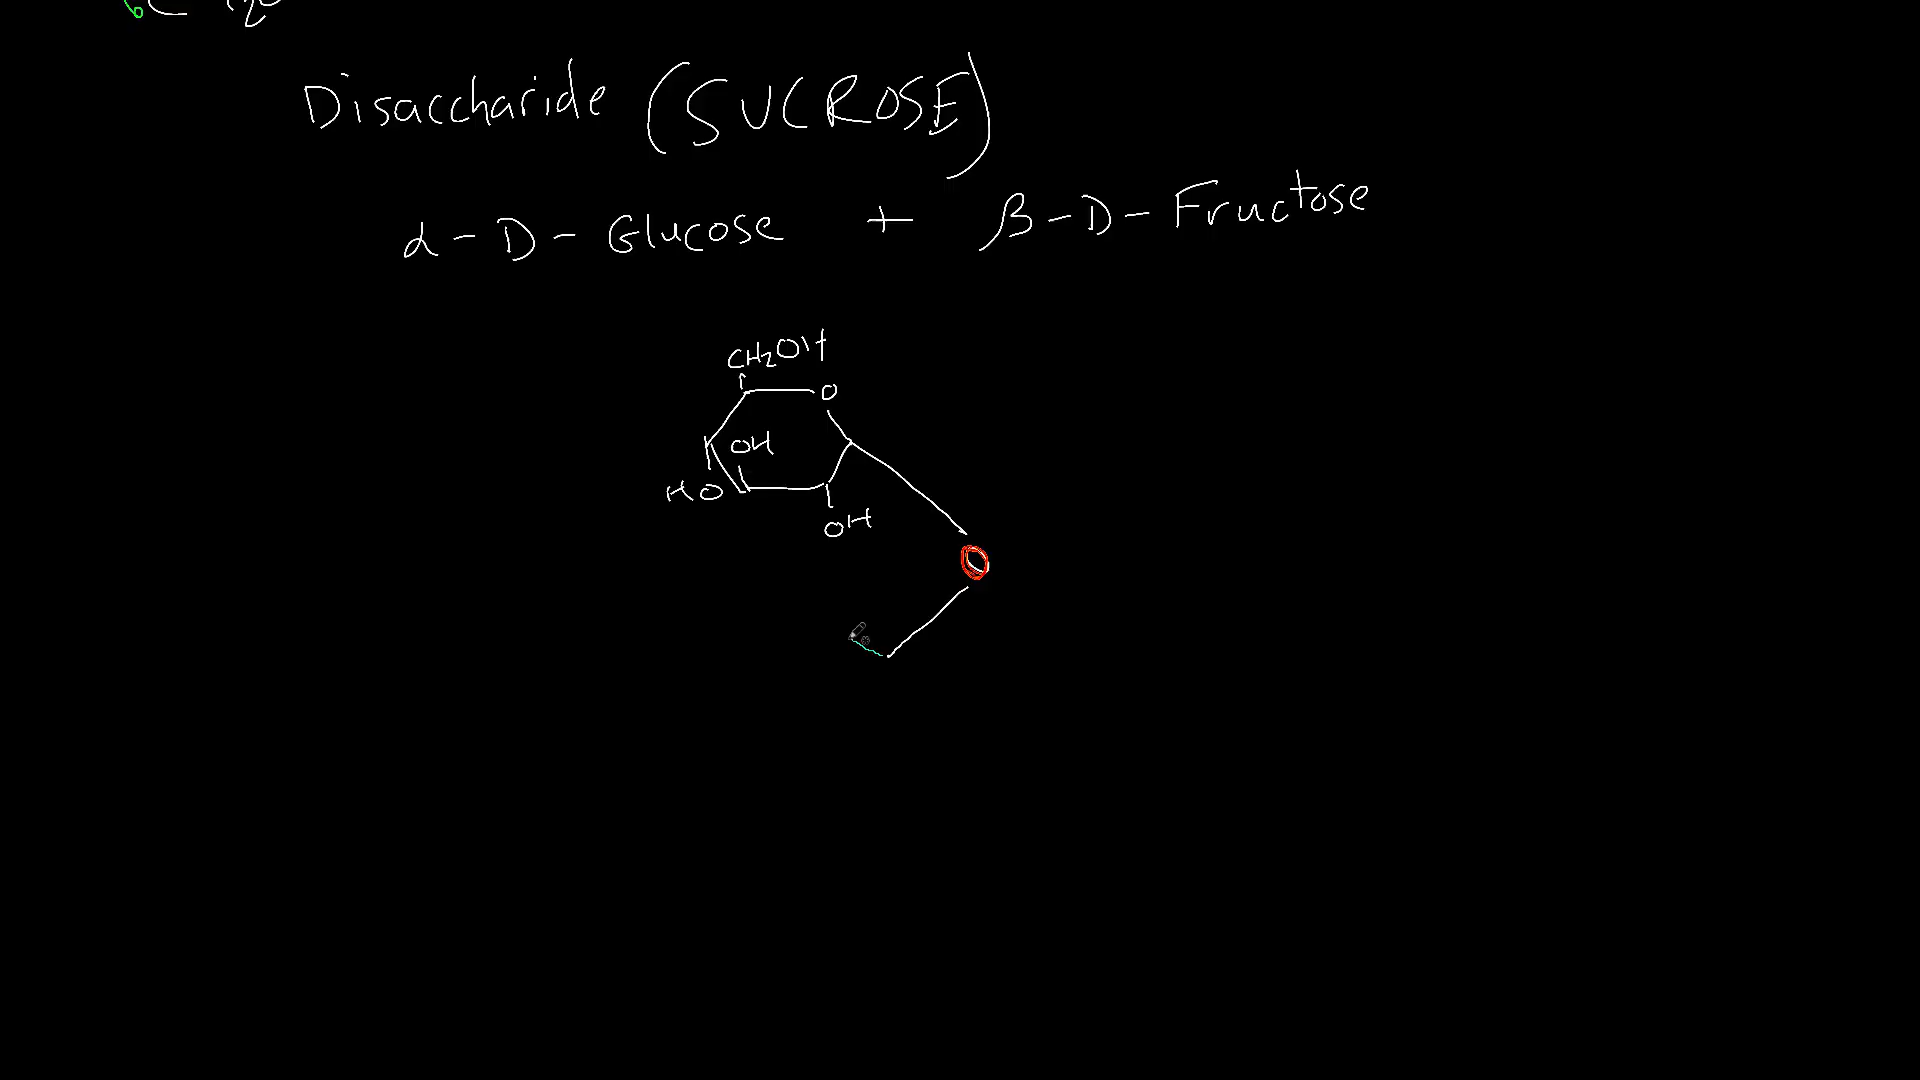 Disaccharide (SUCROSE)
α-D-Glucose + β-D-Fructose
CH₂OH
O
OH
HO
OH
O